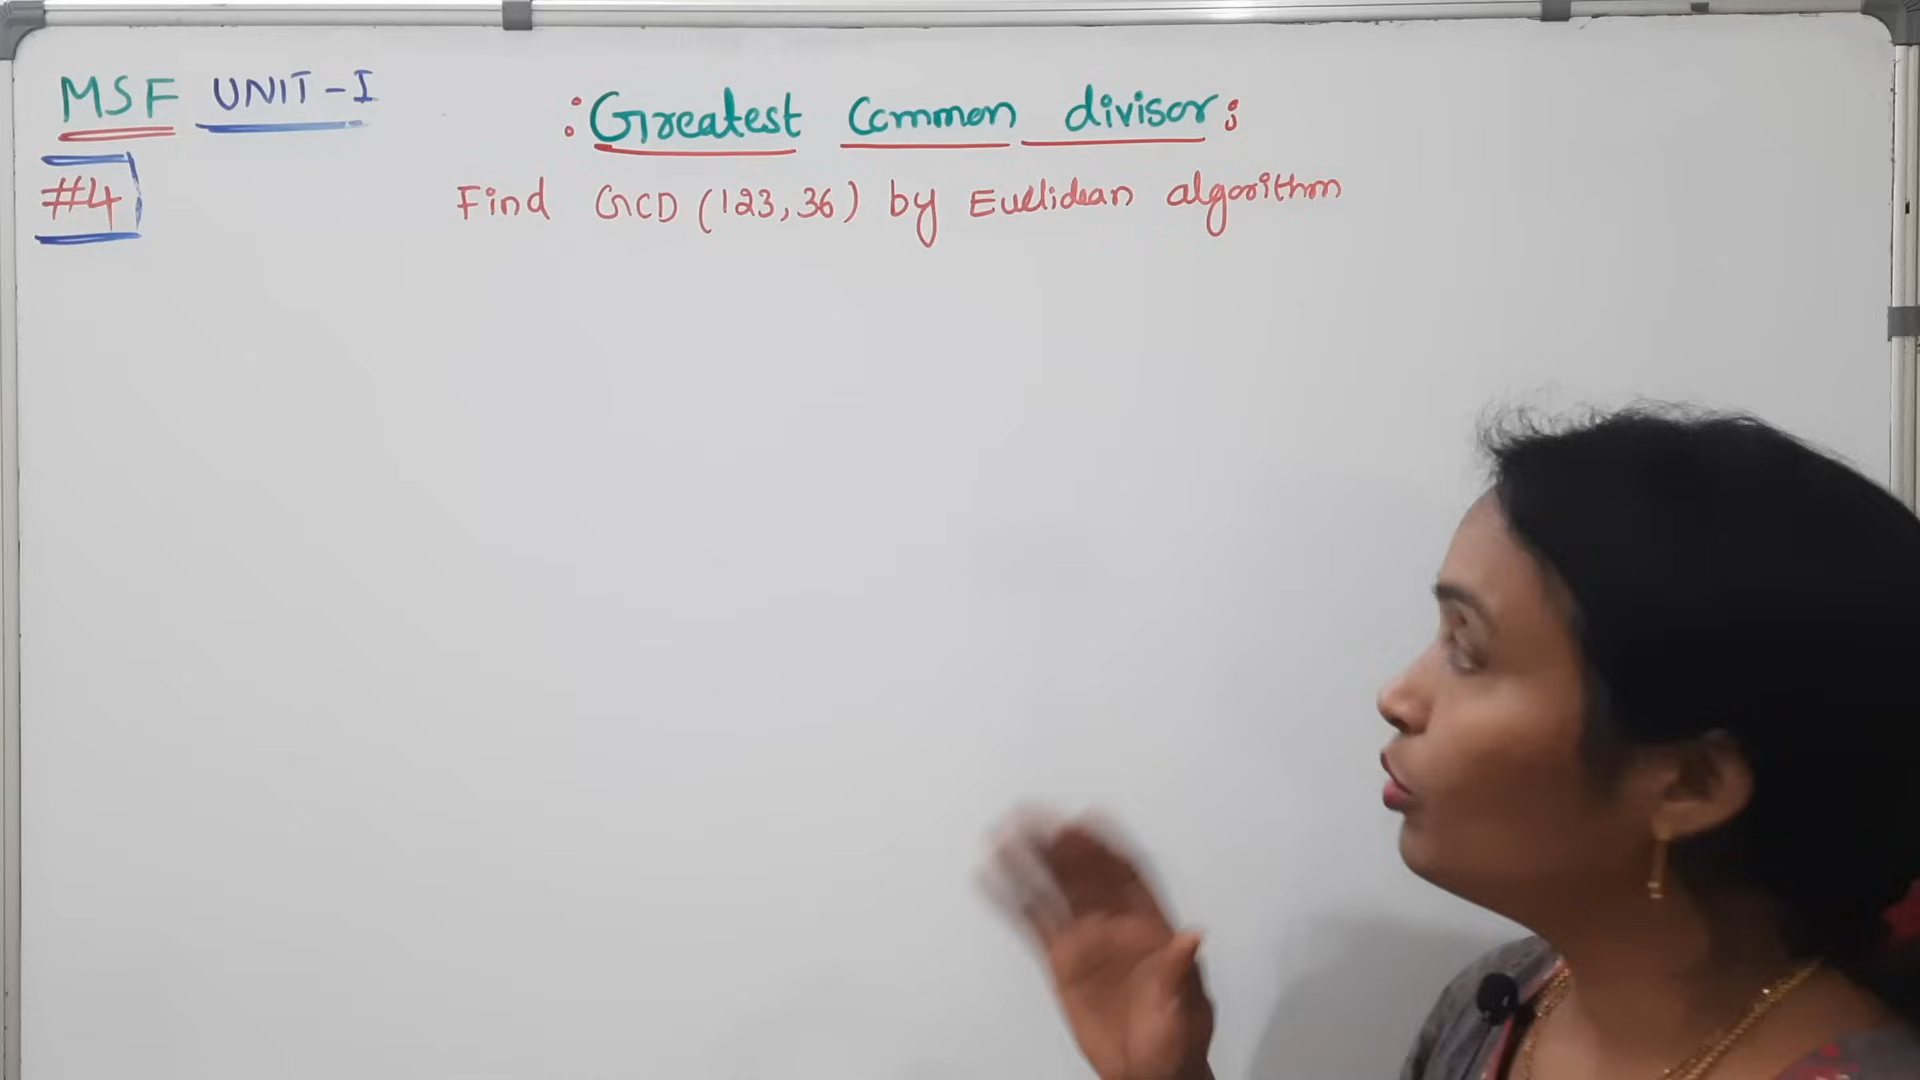 MSF UNIT-I
:Greatest Common divisor:
#4
Find GCD (123,36) by Euclidean algorithm